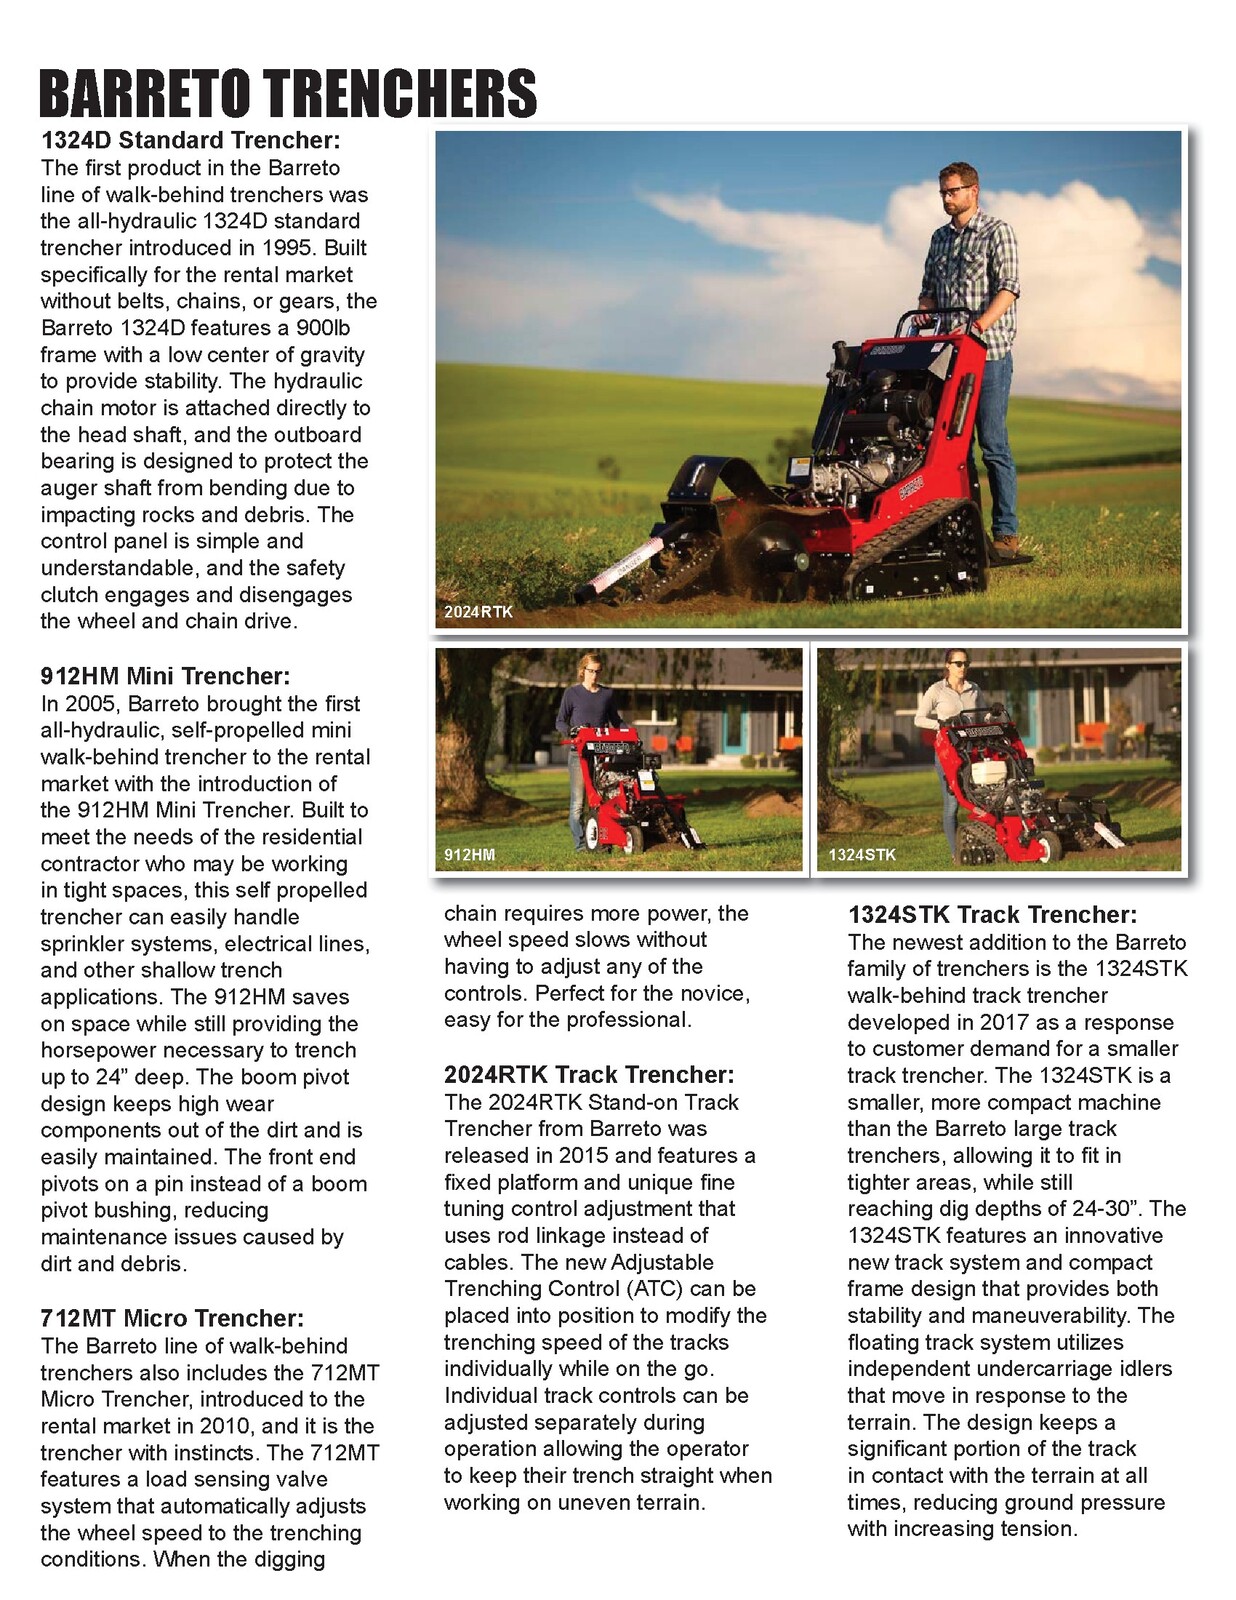 BARRETO TRENCHERS
1324D Standard Trencher:
The first product in the Barreto
line of walk-behind trenchers was
the all-hydraulic 1324D standard
trencher introduced in 1995. Built
specifically for the rental market
without belts, chains, or gears, the
Barreto 1324D features a 900lb
frame with a low center of gravity
to provide stability. The hydraulic
chain motor is attached directly to
the head shaft, and the outboard
bearing is designed to protect the
auger shaft from bending due to
impacting rocks and debris. The
control panel is simple and
understandable, and the safety
clutch engages and disengages
the wheel and chain drive.
912HM Mini Trencher:
In 2005, Barreto brought the first
all-hydraulic, self-propelled mini
walk-behind trencher to the rental
market with the introduction of
the 912HM Mini Trencher. Built to
meet the needs of the residential
contractor who may be working
in tight spaces, this self propelled
trencher can easily handle
sprinkler systems, electrical lines,
and other shallow trench
applications. The 912HM saves
on space while still providing the
horsepower necessary to trench
up to 24” deep. The boom pivot
design keeps high wear
components out of the dirt and is
easily maintained. The front end
pivots on a pin instead of a boom
pivot bushing, reducing
maintenance issues caused by
dirt and debris.
712MT Micro Trencher:
The Barreto line of walk-behind
trenchers also includes the 712MT
Micro Trencher, introduced to the
rental market in 2010, and it is the
trencher with instincts. The 712MT
features a load sensing valve
system that automatically adjusts
the wheel speed to the trenching
conditions. When the digging
BARRETO
BARRETO
2024RTK
BARRETO
912HM
1324STK
chain requires more power, the
wheel speed slows without
having to adjust any of the
controls. Perfect for the novice,
easy for the professional.
2024RTK Track Trencher:
The 2024RTK Stand-on Track
Trencher from Barreto was
released in 2015 and features a
fixed platform and unique fine
tuning control adjustment that
uses rod linkage instead of
cables. The new Adjustable
Trenching Control (ATC) can be
placed into position to modify the
trenching speed of the tracks
individually while on the go.
Individual track controls can be
adjusted separately during
operation allowing the operator
to keep their trench straight when
working on uneven terrain.
1324STK Track Trencher:
The newest addition to the Barreto
family of trenchers is the 1324STK
walk-behind track trencher
developed in 2017 as a response
to customer demand for a smaller
track trencher. The 1324STK is a
smaller, more compact machine
than the Barreto large track
trenchers, allowing it to fit in
tighter areas, while still
reaching dig depths of 24-30”. The
1324STK features an innovative
new track system and compact
frame design that provides both
stability and maneuverability. The
floating track system utilizes
independent undercarriage idlers
that move in response to the
terrain. The design keeps a
significant portion of the track
in contact with the terrain at all
times, reducing ground pressure
with increasing tension.